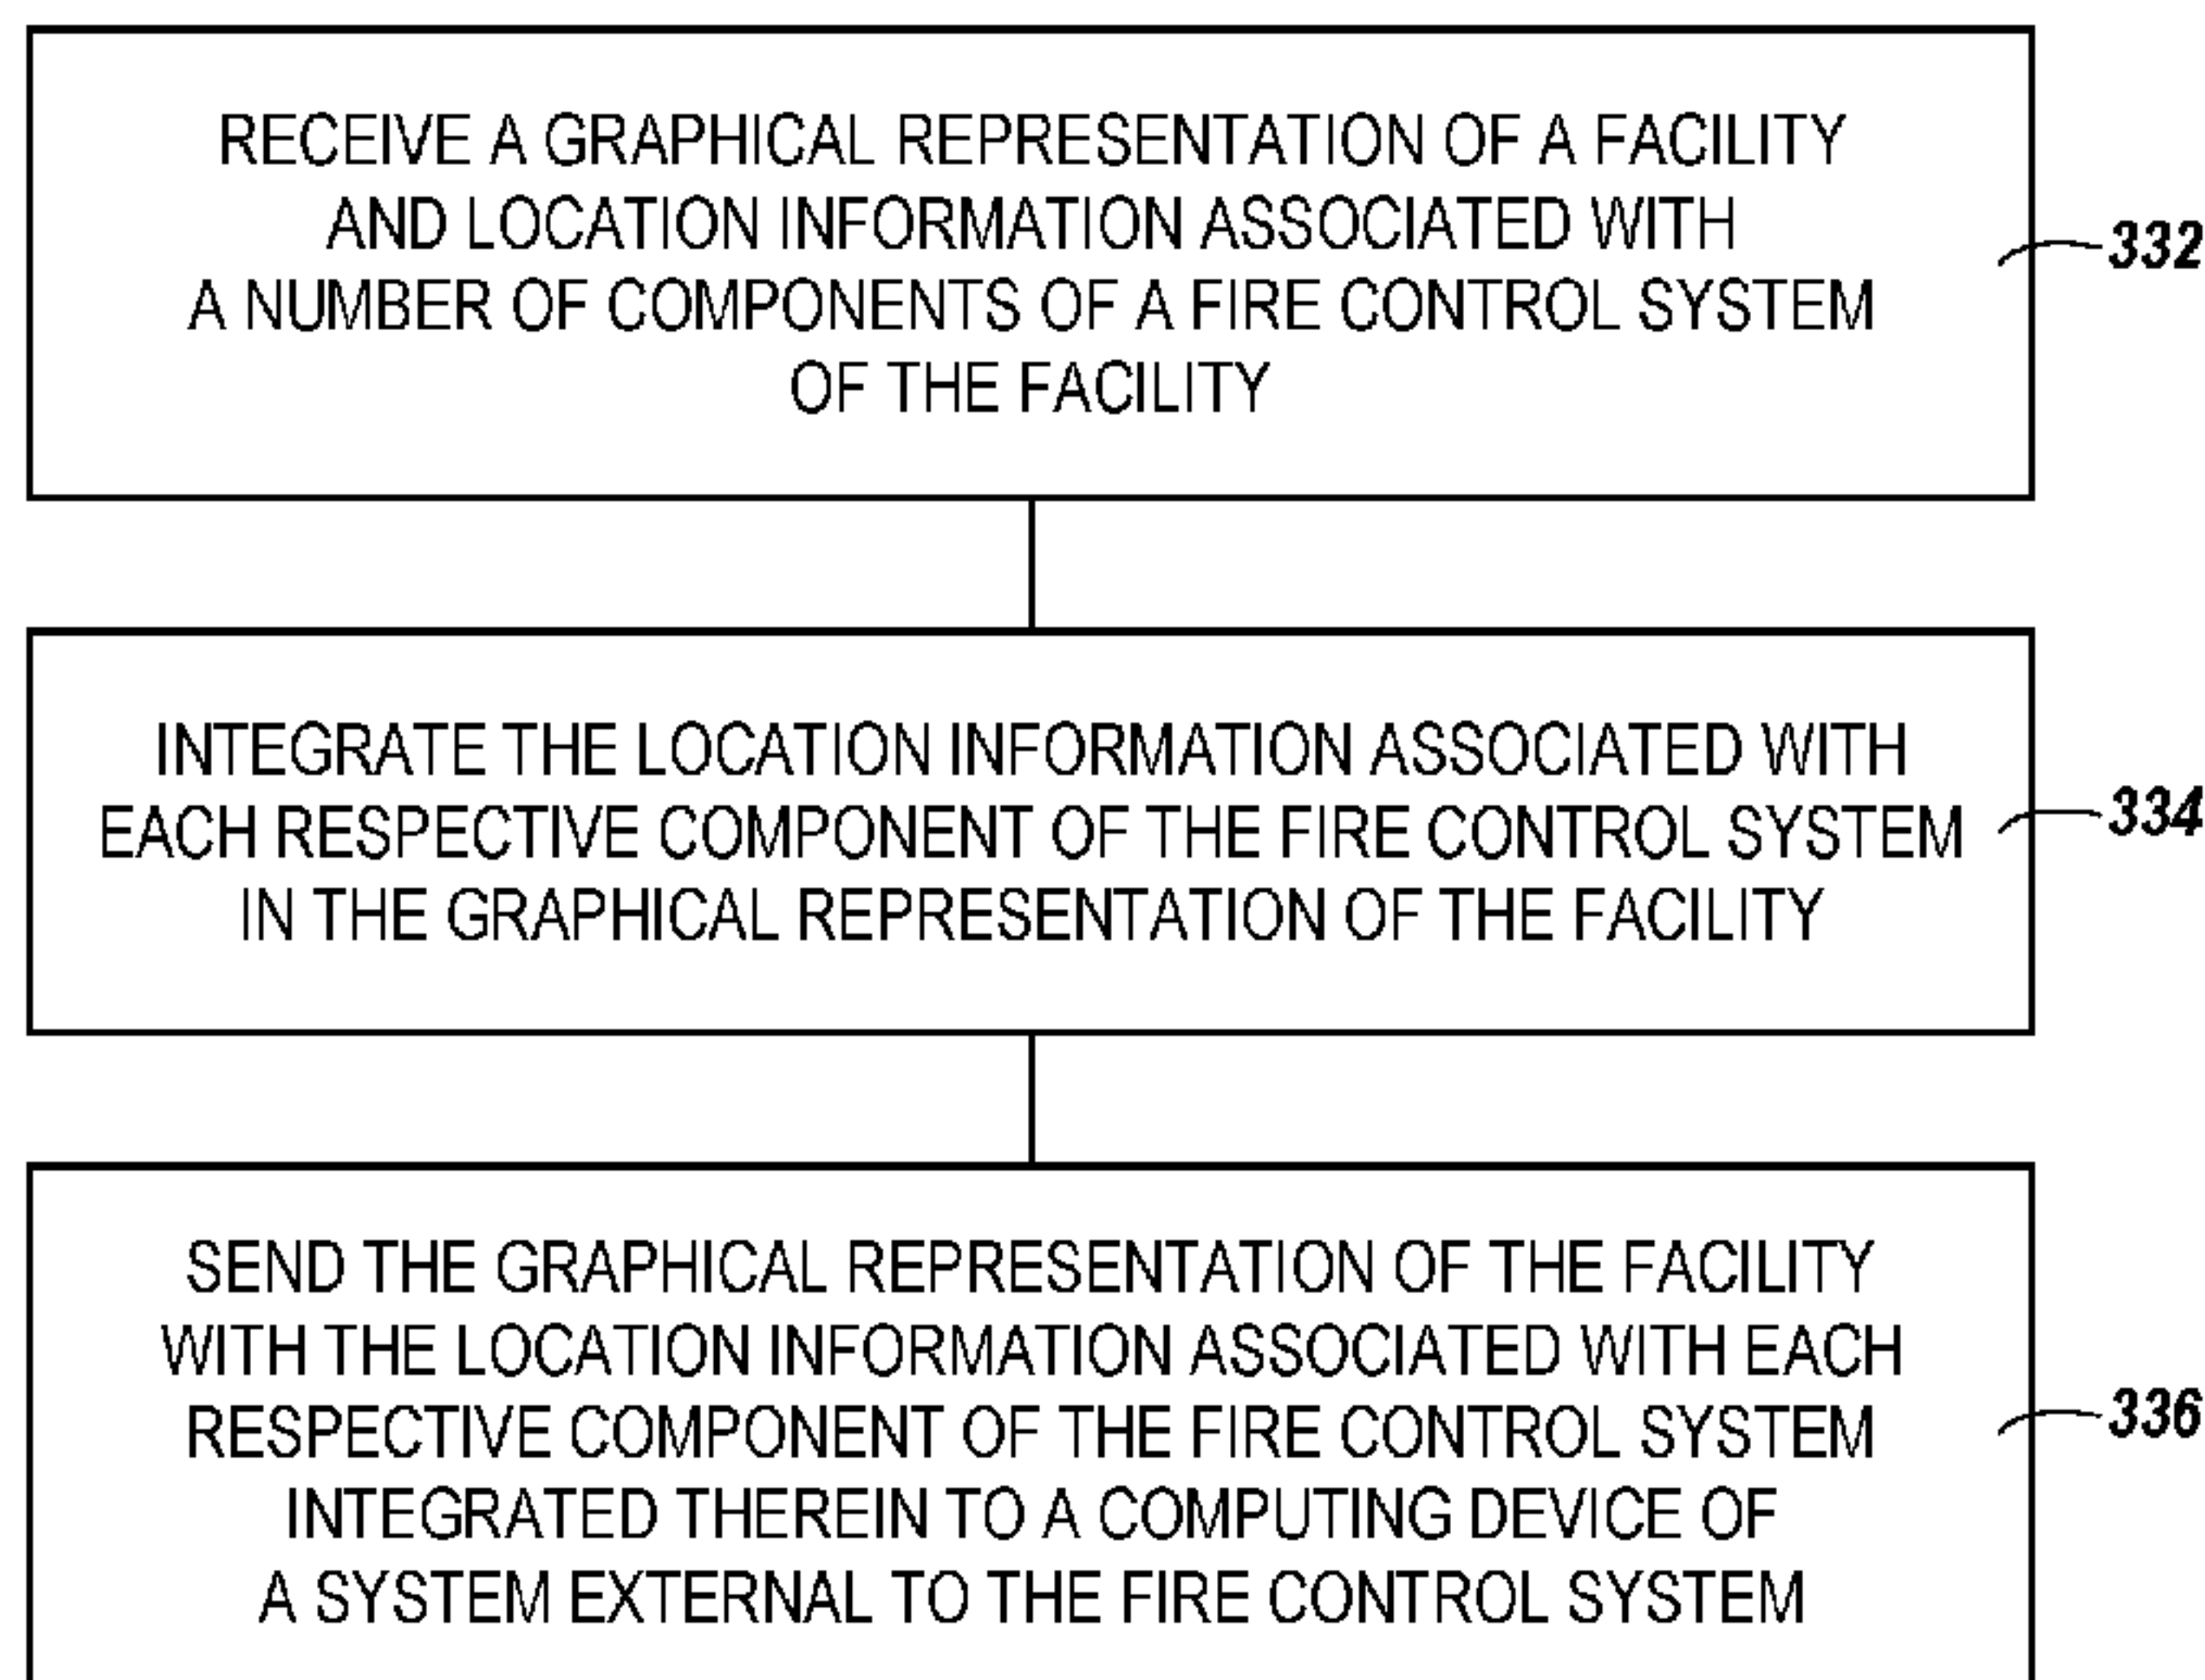 RECEIVE A GRAPHICAL REPRESENTATION OF A FACILITY
AND LOCATION INFORMATION ASSOCIATED WITH
A NUMBER OF COMPONENTS OF A FIRE CONTROL SYSTEM
OF THE FACILITY
332
INTEGRATE THE LOCATION INFORMATION ASSOCIATED WITH
EACH RESPECTIVE COMPONENT OF THE FIRE CONTROL SYSTEM
IN THE GRAPHICAL REPRESENTATION OF THE FACILITY
334
SEND THE GRAPHICAL REPRESENTATION OF THE FACILITY
WITH THE LOCATION INFORMATION ASSOCIATED WITH EACH
RESPECTIVE COMPONENT OF THE FIRE CONTROL SYSTEM
INTEGRATED THEREIN TO A COMPUTING DEVICE OF
A SYSTEM EXTERNAL TO THE FIRE CONTROL SYSTEM
336